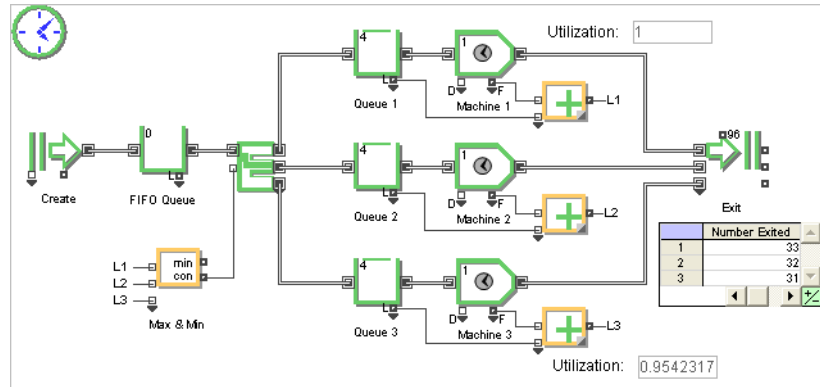 Utilization: 1
4
1
L
D F
L1
Queue 1
Machine 1
0
L
Create
FIFO Queue
4
1
L
D F
L2
Queue 2
Machine 2
96
Exit
Number Exited
1 33
2 32
3 31
+/-
L1
L2
L3
min
con
Max & Min
4
1
L
D F
L3
Queue 3
Machine 3
Utilization: 0.9542317